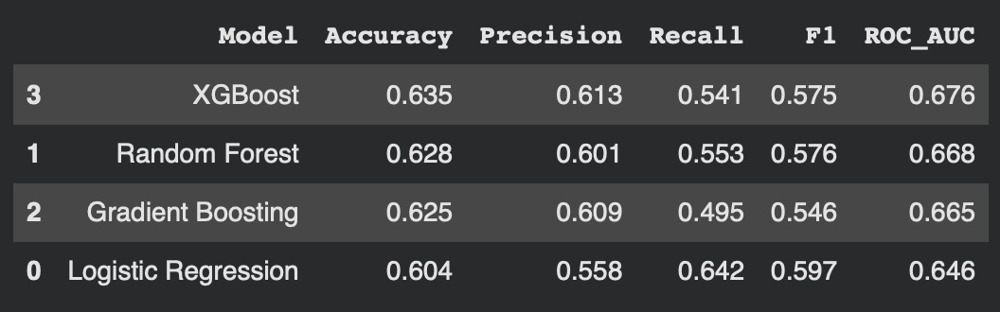 Model Accuracy Precision Recall F1 ROC_AUC
3 XGBoost 0.635 0.613 0.541 0.575 0.676
1 Random Forest 0.628 0.601 0.553 0.576 0.668
2 Gradient Boosting 0.625 0.609 0.495 0.546 0.665
0 Logistic Regression 0.604 0.558 0.642 0.597 0.646